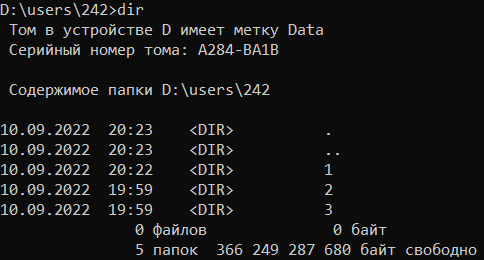 D:\users\242>dir
Том в устройстве D имеет метку Data
Серийный номер тома: A284-BA1B
Содержимое папки D:\users\242
10.09.2022 20:23 <DIR> .
10.09.2022 20:23 <DIR> ..
10.09.2022 20:22 <DIR> 1
10.09.2022 19:59 <DIR> 2
10.09.2022 19:59 <DIR> 3
0 файлов 0 байт
5 папок 366 249 287 680 байт свободно